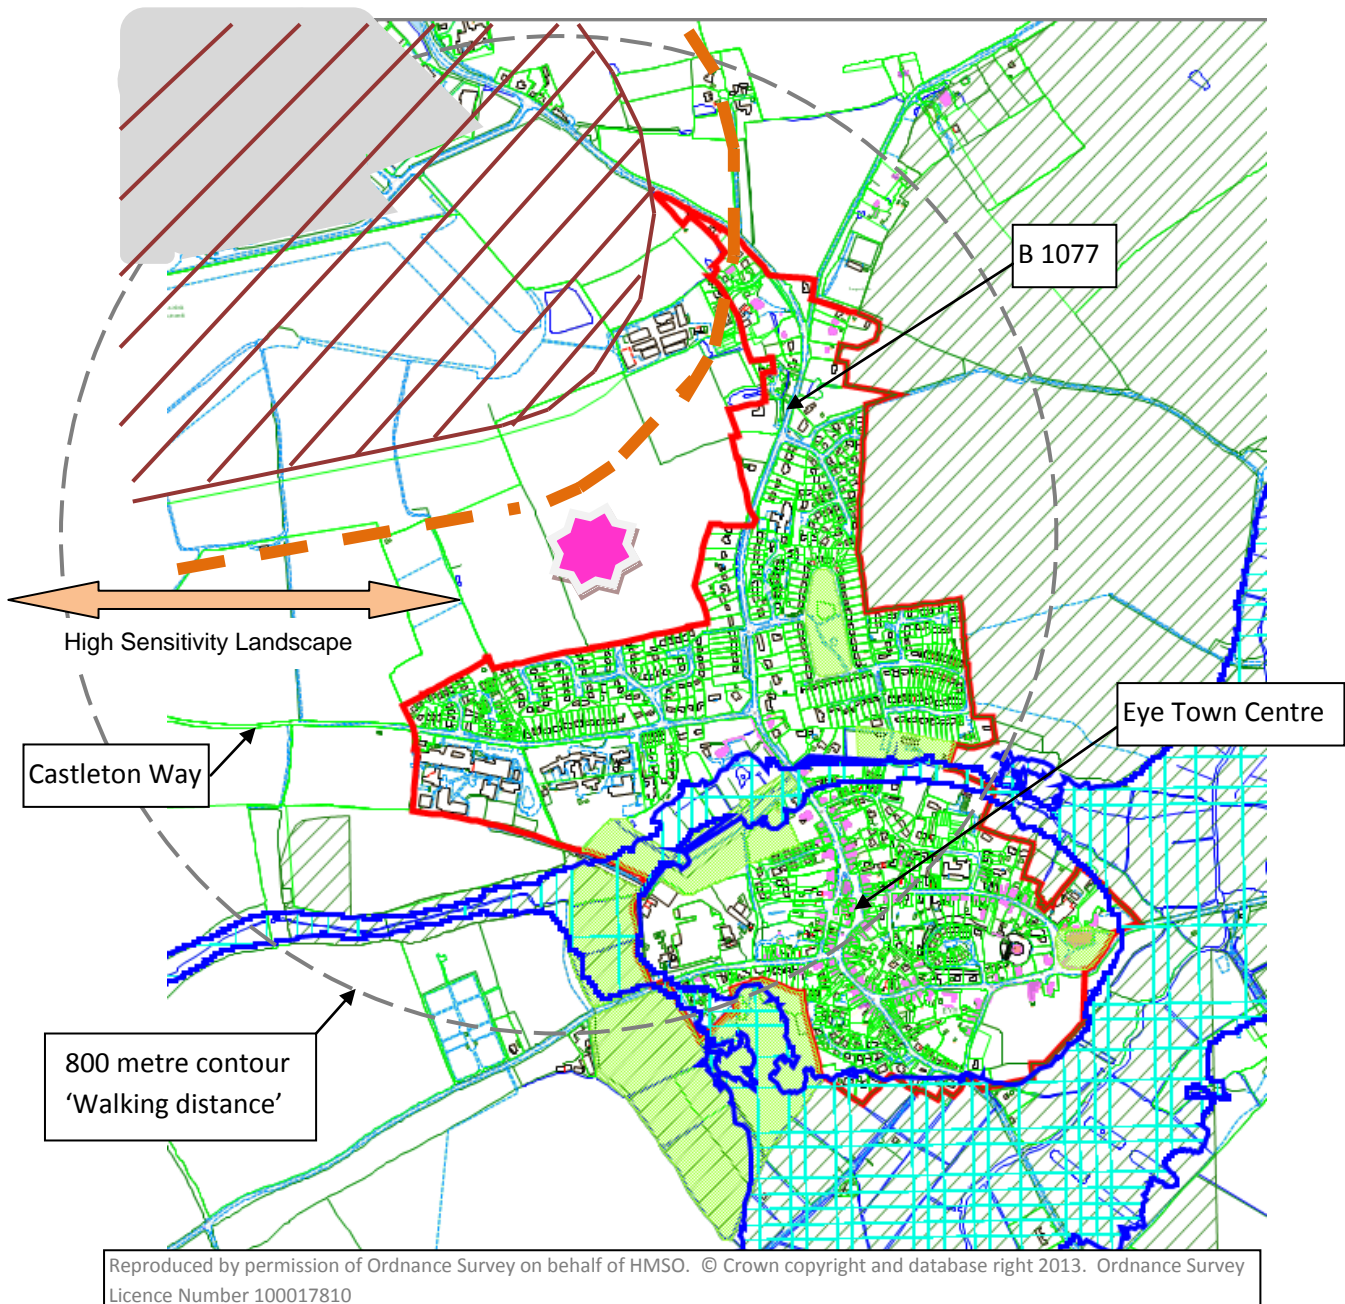 B 1077
High Sensitivity Landscape
Eye Town Centre
Castleton Way
800 metre contour
‘Walking distance’
Reproduced by permission of Ordnance Survey on behalf of HMSO. © Crown copyright and database right 2013. Ordnance Survey
Licence Number 100017810